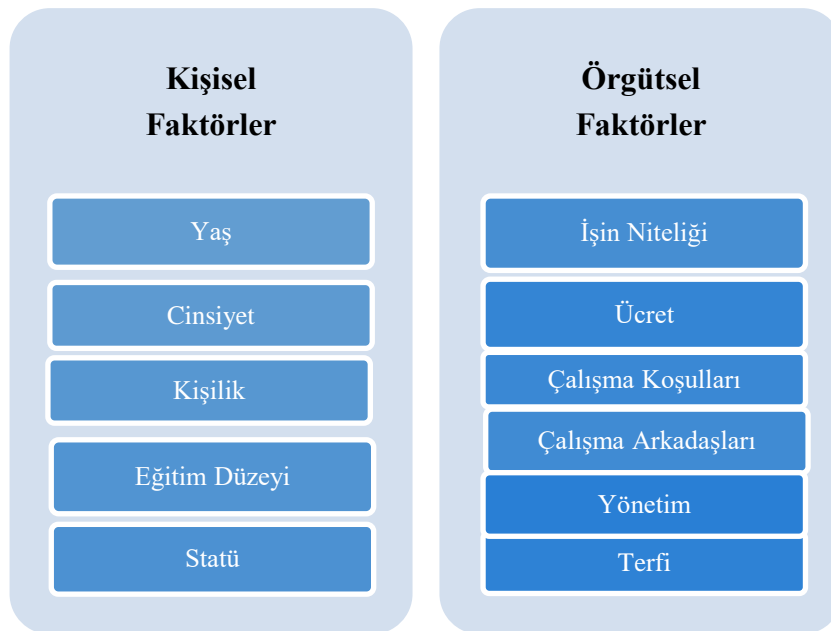 Kişisel
Faktörler
Yaş
Cinsiyet
Kişilik
Eğitim Düzeyi
Statü
Örgütsel
Faktörler
İşin Niteliği
Ücret
Çalışma Koşulları
Çalışma Arkadaşları
Yönetim
Terfi